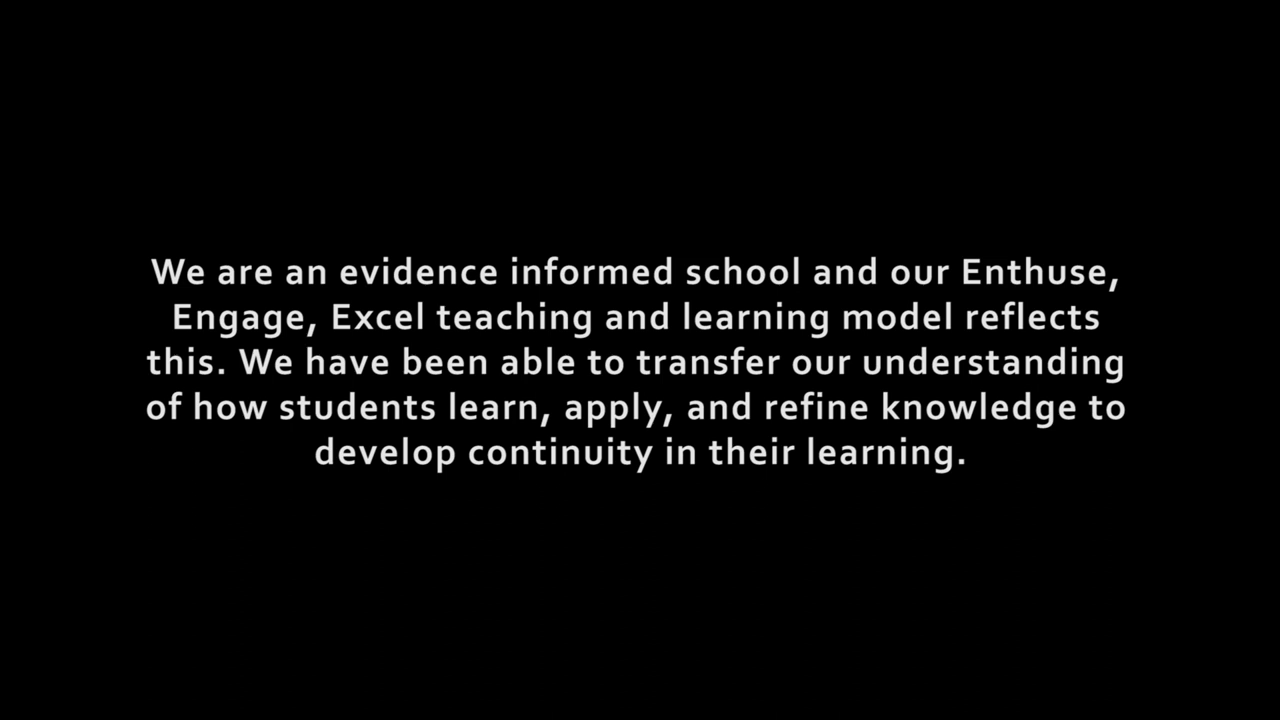 We are an evidence informed school and our Enthuse,
Engage, Excel teaching and learning model reflects
this. We have been able to transfer our understanding
of how students learn, apply, and refine knowledge to
develop continuity in their learning.